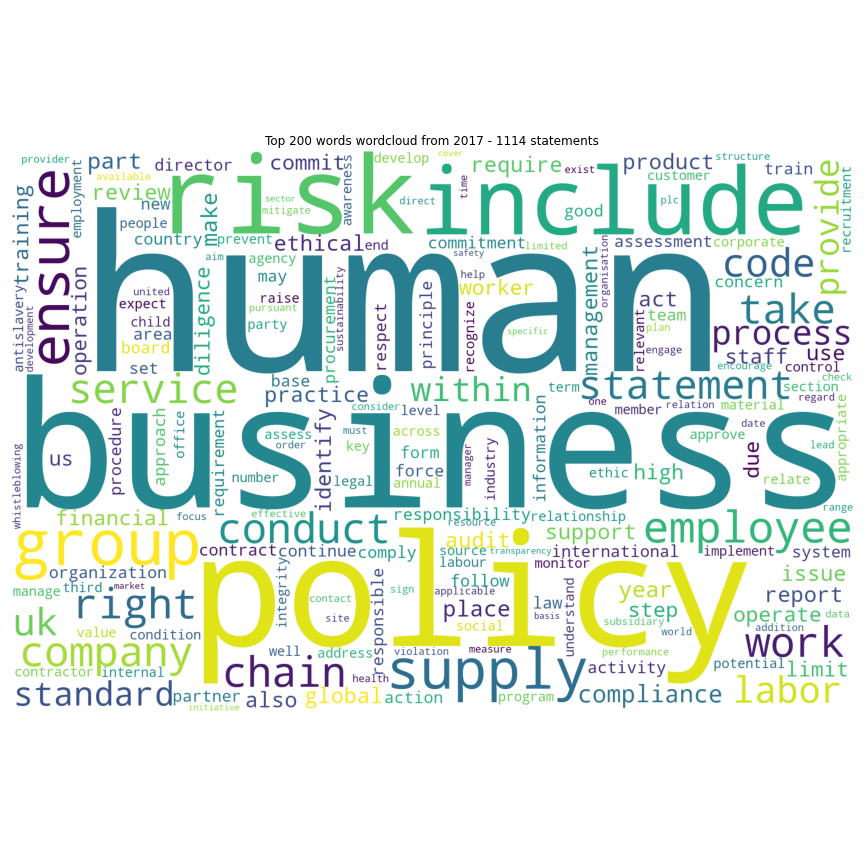 Top 200 words wordcloud from 2017 - 1114 statements
provider
available
part
director
commit
cover
develop
require
product
structure
customer
train
risk
include
ensure
employment
review
new
people
country
make
sector
mitigate
prevent
awareness
direct
time
exist
good
plc
provide
recruitment
training
antislavery
development
operation
human
ethical
end
agency
aim
may
commitment
limited
safety
help
worker
assessment
corporate
organisation
code
concern
united
expect
child
area
board
set
diligence
raise
pursuant
party
procurement
sustainability
respect
principle
recognize
specific
management
act
team
plan
relevant
engage
take
process
staff
use
control
encourage
check
service
base
practice
consider
within
term
statement
section
regard
one
member
relation
material
appropriate
business
whistleblowing
us
procedure
approach
office
requirement
assess
order
number
identify
level
must
key
across
form
force
legal
annual
manager
industry
information
ethic
high
approve
due
date
relate
lead
range
financial
focus
effective
conduct
responsibility
relationship
resource
support
employee
group
contract
continue
comply
source
audit
transparency
international
implement
system
labour
monitor
organization
manage
third
market
integrity
contact
sign
policy
follow
applicable
issue
right
responsible
place
law
understand
year
step
report
data
uk
value
condition
site
social
basis
subsidiary
operate
addition
world
company
contractor
internal
well
address
violation
measure
performance
work
chain
health
supply
activity
potential
limit
standard
partner
initiative
also
global
action
program
compliance
labor